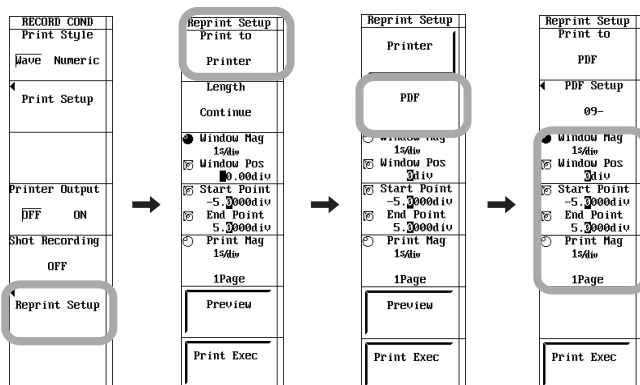 RECORD COND
Print Style
Wave Numeric
Print Setup
Printer Output
OFF ON
Shot Recording
OFF
Reprint Setup
Reprint Setup
Print to
Printer
Length
Continue
Window Mag
1s/div
Window Pos
0.00div
Start Point
-5.0000div
End Point
5.0000div
Print Mag
1s/div
1Page
Preview
Print Exec
Reprint Setup
Printer
PDF
Window Mag
1s/div
Window Pos
0div
Start Point
-5.0000div
End Point
5.0000div
Print Mag
1s/div
1Page
Preview
Print Exec
Reprint Setup
Print to
PDF
PDF Setup
09-
Window Mag
1s/div
Window Pos
0div
Start Point
-5.0000div
End Point
5.0000div
Print Mag
1s/div
1Page
Print Exec